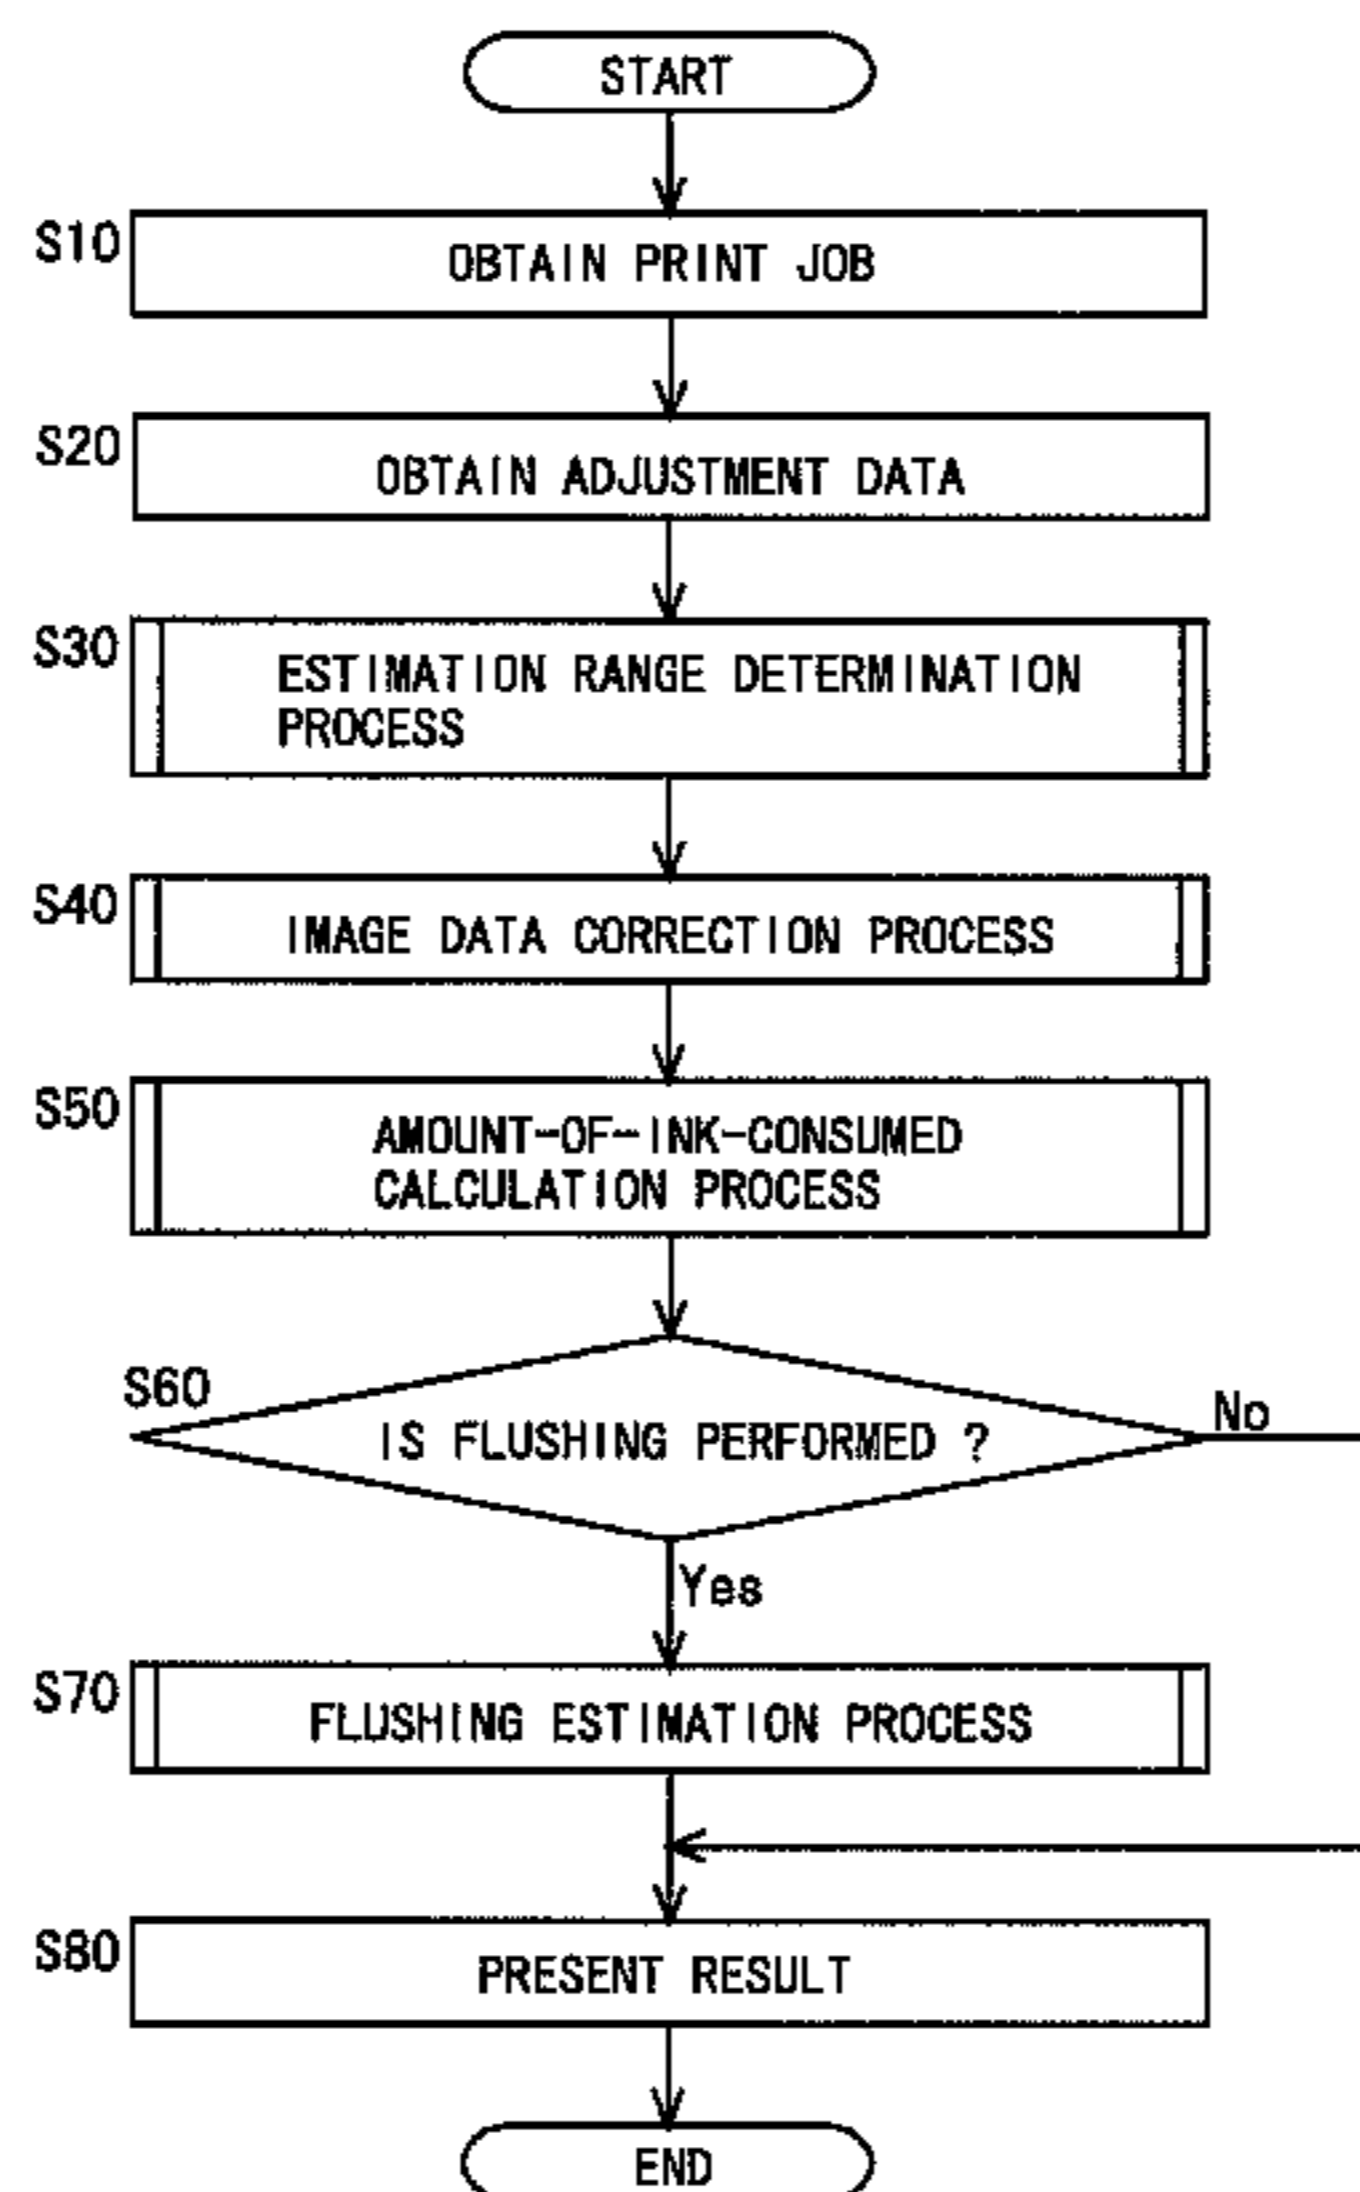 START
S10
OBTAIN PRINT JOB
S20
OBTAIN ADJUSTMENT DATA
S30
ESTIMATION RANGE DETERMINATION
PROCESS
S40
IMAGE DATA CORRECTION PROCESS
S50
AMOUNT-OF-INK-CONSUMED
CALCULATION PROCESS
S60
IS FLUSHING PERFORMED ?
No
Yes
S70
FLUSHING ESTIMATION PROCESS
S80
PRESENT RESULT
END